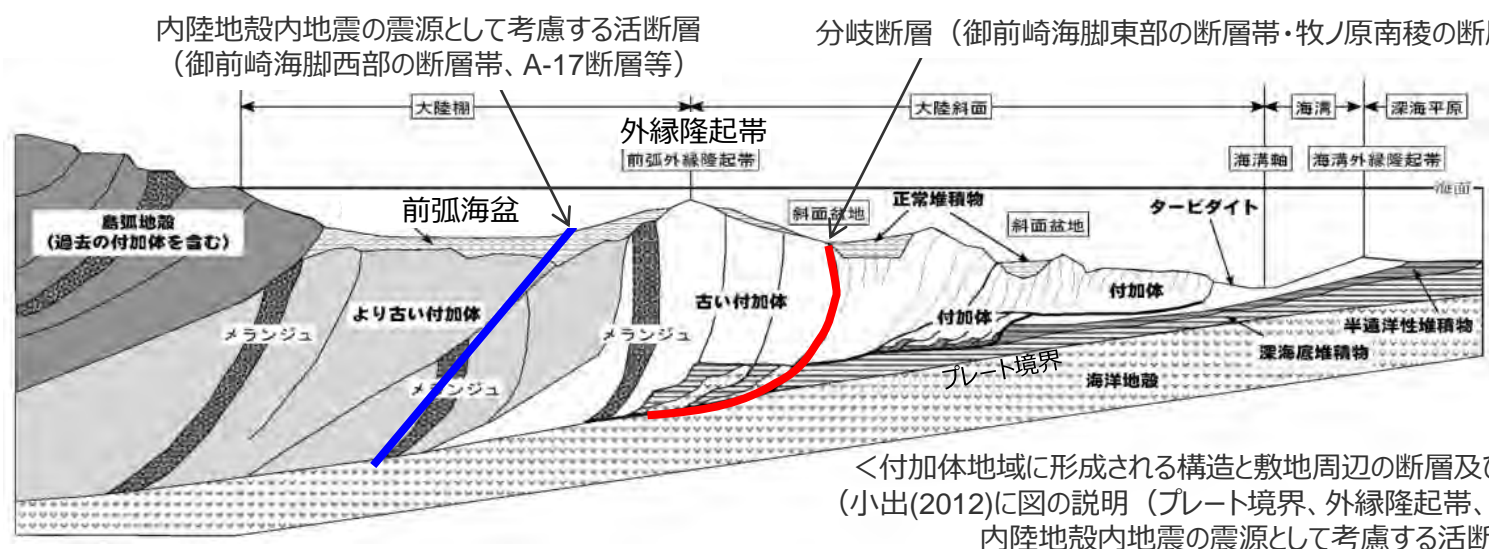 内陸地殻内地震の震源として考慮する活断層
（御前崎海脚西部の断層帯、A-17断層等）
分岐断層（御前崎海脚東部の断層帯・牧ノ原南稜の断
大陸棚
大陸斜面
海溝
深海平原
外縁隆起帯
前弧外縁隆起帯
海溝軸
海溝外縁隆起帯
海面
島弧地殻
（過去の付加体を含む）
前弧海盆
斜面盆地
正常堆積物
斜面盆地
タービダイト
より古い付加体
メランジュ
メランジュ
メランジュ
古い付加体
付加体
付加体
半遠洋性堆積物
深海底堆積物
プレート境界
海洋地殻
＜付加体地域に形成される構造と敷地周辺の断層及び
（小出(2012)に図の説明（プレート境界、外縁隆起帯、
内陸地殻内地震の震源として考慮する活断